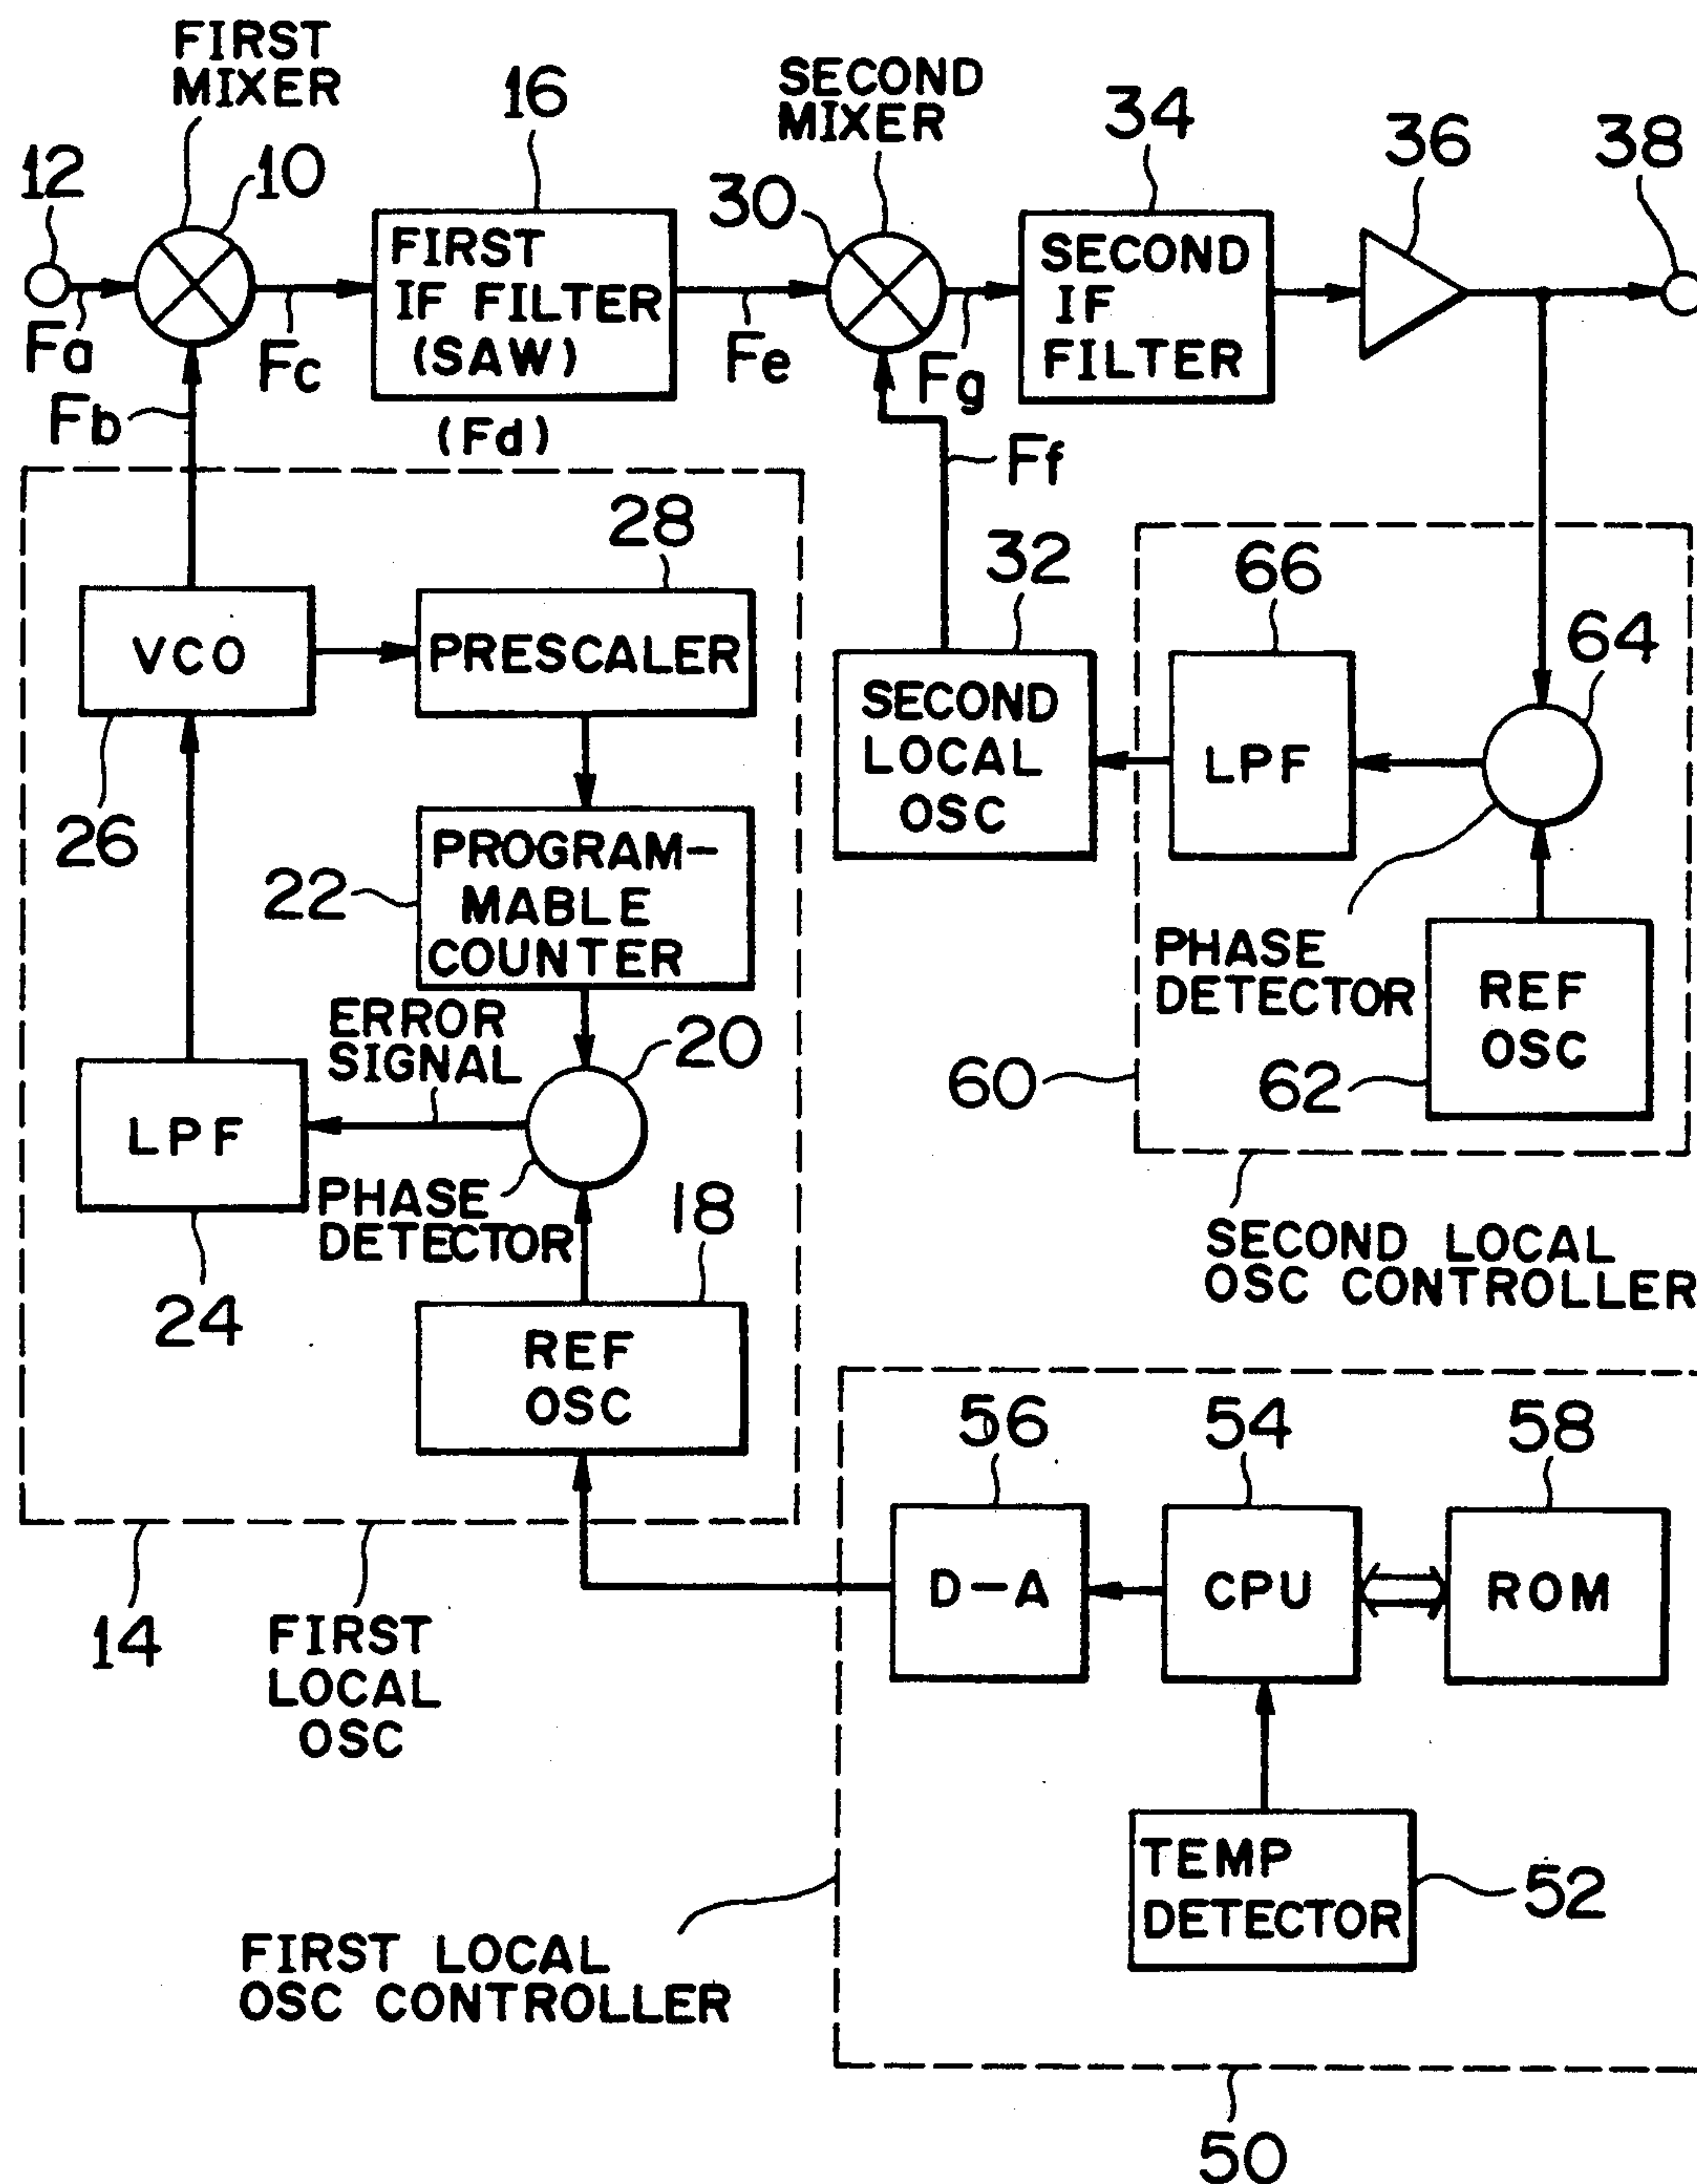 FIRST
MIXER
16
SECOND
MIXER
34
36
38
12
10
30
FIRST
IF FILTER
(SAW)
SECOND
IF
FILTER
Fa
Fc
Fe
Fg
Fb
(Fd)
Ff
28
32
66
64
VCO
PRESCALER
SECOND
LOCAL
OSC
LPF
26
22
PROGRAM-
MABLE
COUNTER
PHASE
DETECTOR
REF
OSC
ERROR
SIGNAL
20
60
62
LPF
PHASE
DETECTOR
18
24
SECOND LOCAL
OSC CONTROLLER
REF
OSC
56
54
58
D-A
CPU
ROM
14
FIRST
LOCAL
OSC
TEMP
DETECTOR
52
FIRST LOCAL
OSC CONTROLLER
50